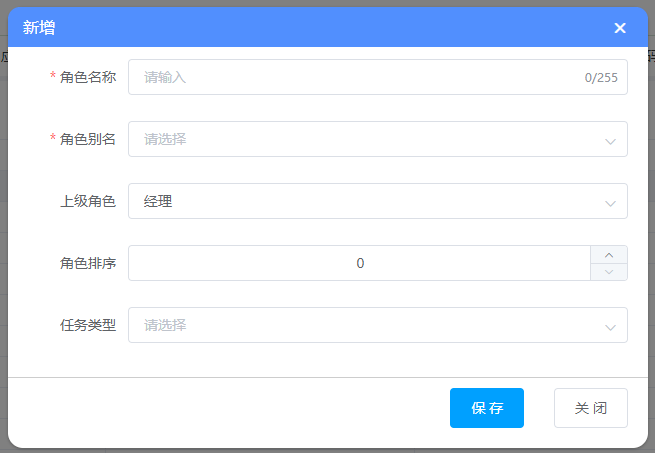 新增
* 角色名称 请输入 0/255
* 角色别名 请选择
上级角色 经理
角色排序 0
任务类型 请选择
保存 关闭